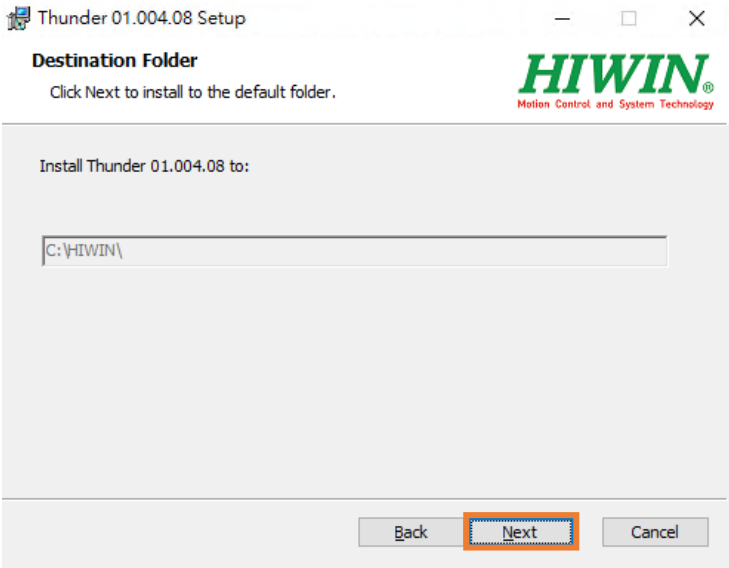 Thunder 01.004.08 Setup
Destination Folder
Click Next to install to the default folder.
HIWIN®
Motion Control and System Technology
Install Thunder 01.004.08 to:
C:\HIWIN\
Back Next Cancel